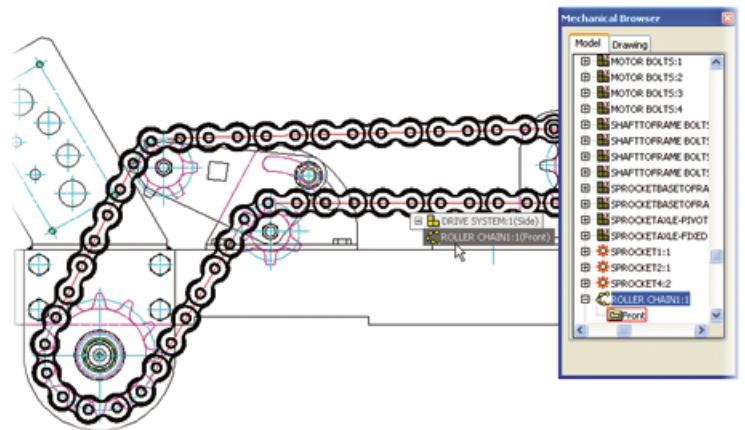 Mechanical Browser
Model
Drawing
MOTOR BOLTS:1
MOTOR BOLTS:2
MOTOR BOLTS:3
MOTOR BOLTS:4
SHAFTTOFRAME BOLTS
SHAFTTOFRAME BOLTS
SHAFTTOFRAME BOLTS
SPROCKETBASETOFRA
SPROCKETBASETOFRA
SPROCKETAXLE-PIVOT
SPROCKETAXLE-FIXED
SPROCKET1:1
SPROCKET2:1
SPROCKET4:2
ROLLER CHAIN1:1
Front
DRIVE SYSTEM:1(Side)
ROLLER CHAIN1:1(Front)